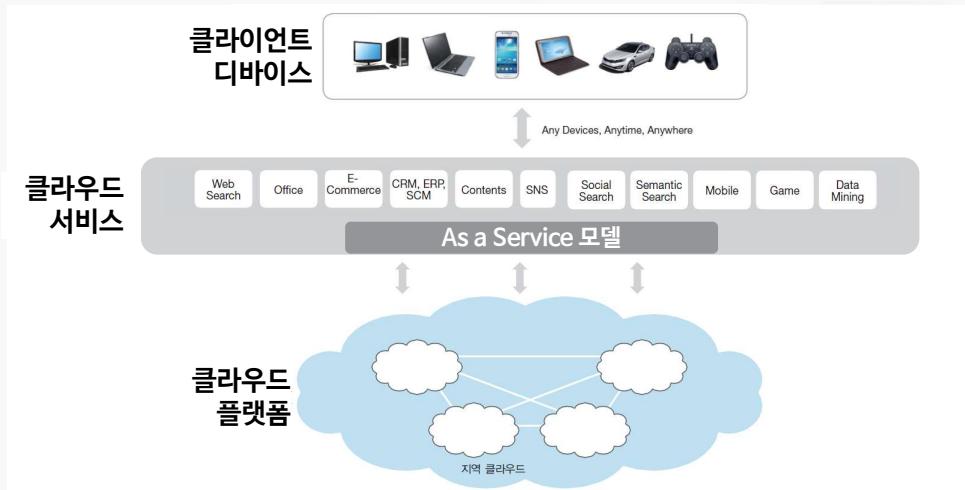 클라이언트
디바이스
Any Devices, Anytime, Anywhere
클라우드
서비스
Web
Search
Office
E-
Commerce
CRM, ERP,
SCM
Contents
SNS
Social
Search
Semantic
Search
Mobile
Game
Data
Mining
As a Service 모델
클라우드
플랫폼
지역 클라우드